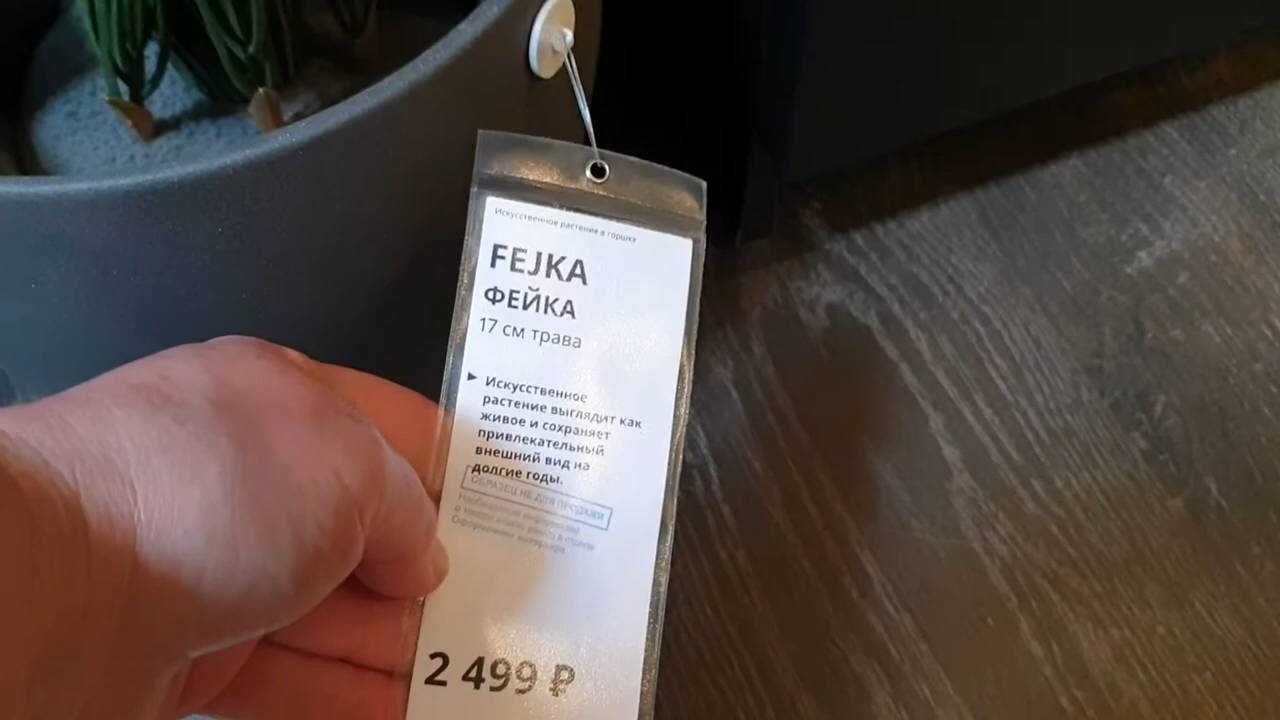 Искусственное растение в горшке
FEJKA
ФЕЙКА
17 см трава
► Искусственное
растение выглядит как
живое и сохраняет
привлекательный
внешний вид на
долгие годы.
ОБРАЗЕЦ НЕ ДЛЯ ПРОДАЖИ
2 499 ₽